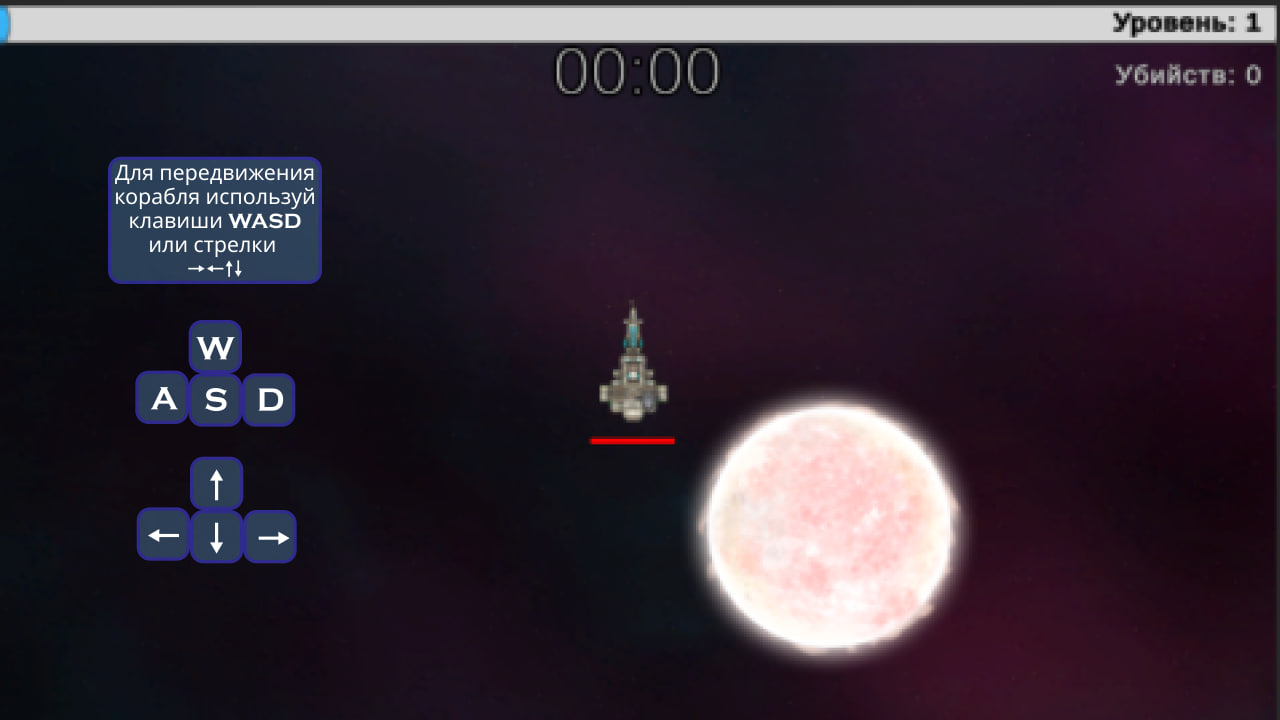 Уровень: 1
00:00
Убийств: 0
Для передвижения
корабля используй
клавиши WASD
или стрелки
→←↑↓
W
A S D
↑
← ↓ →